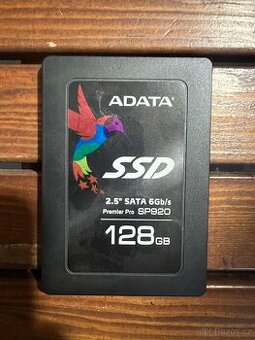 ADATA
SSD
2.5" SATA 6Gb/s
Premier Pro SP920
128GB